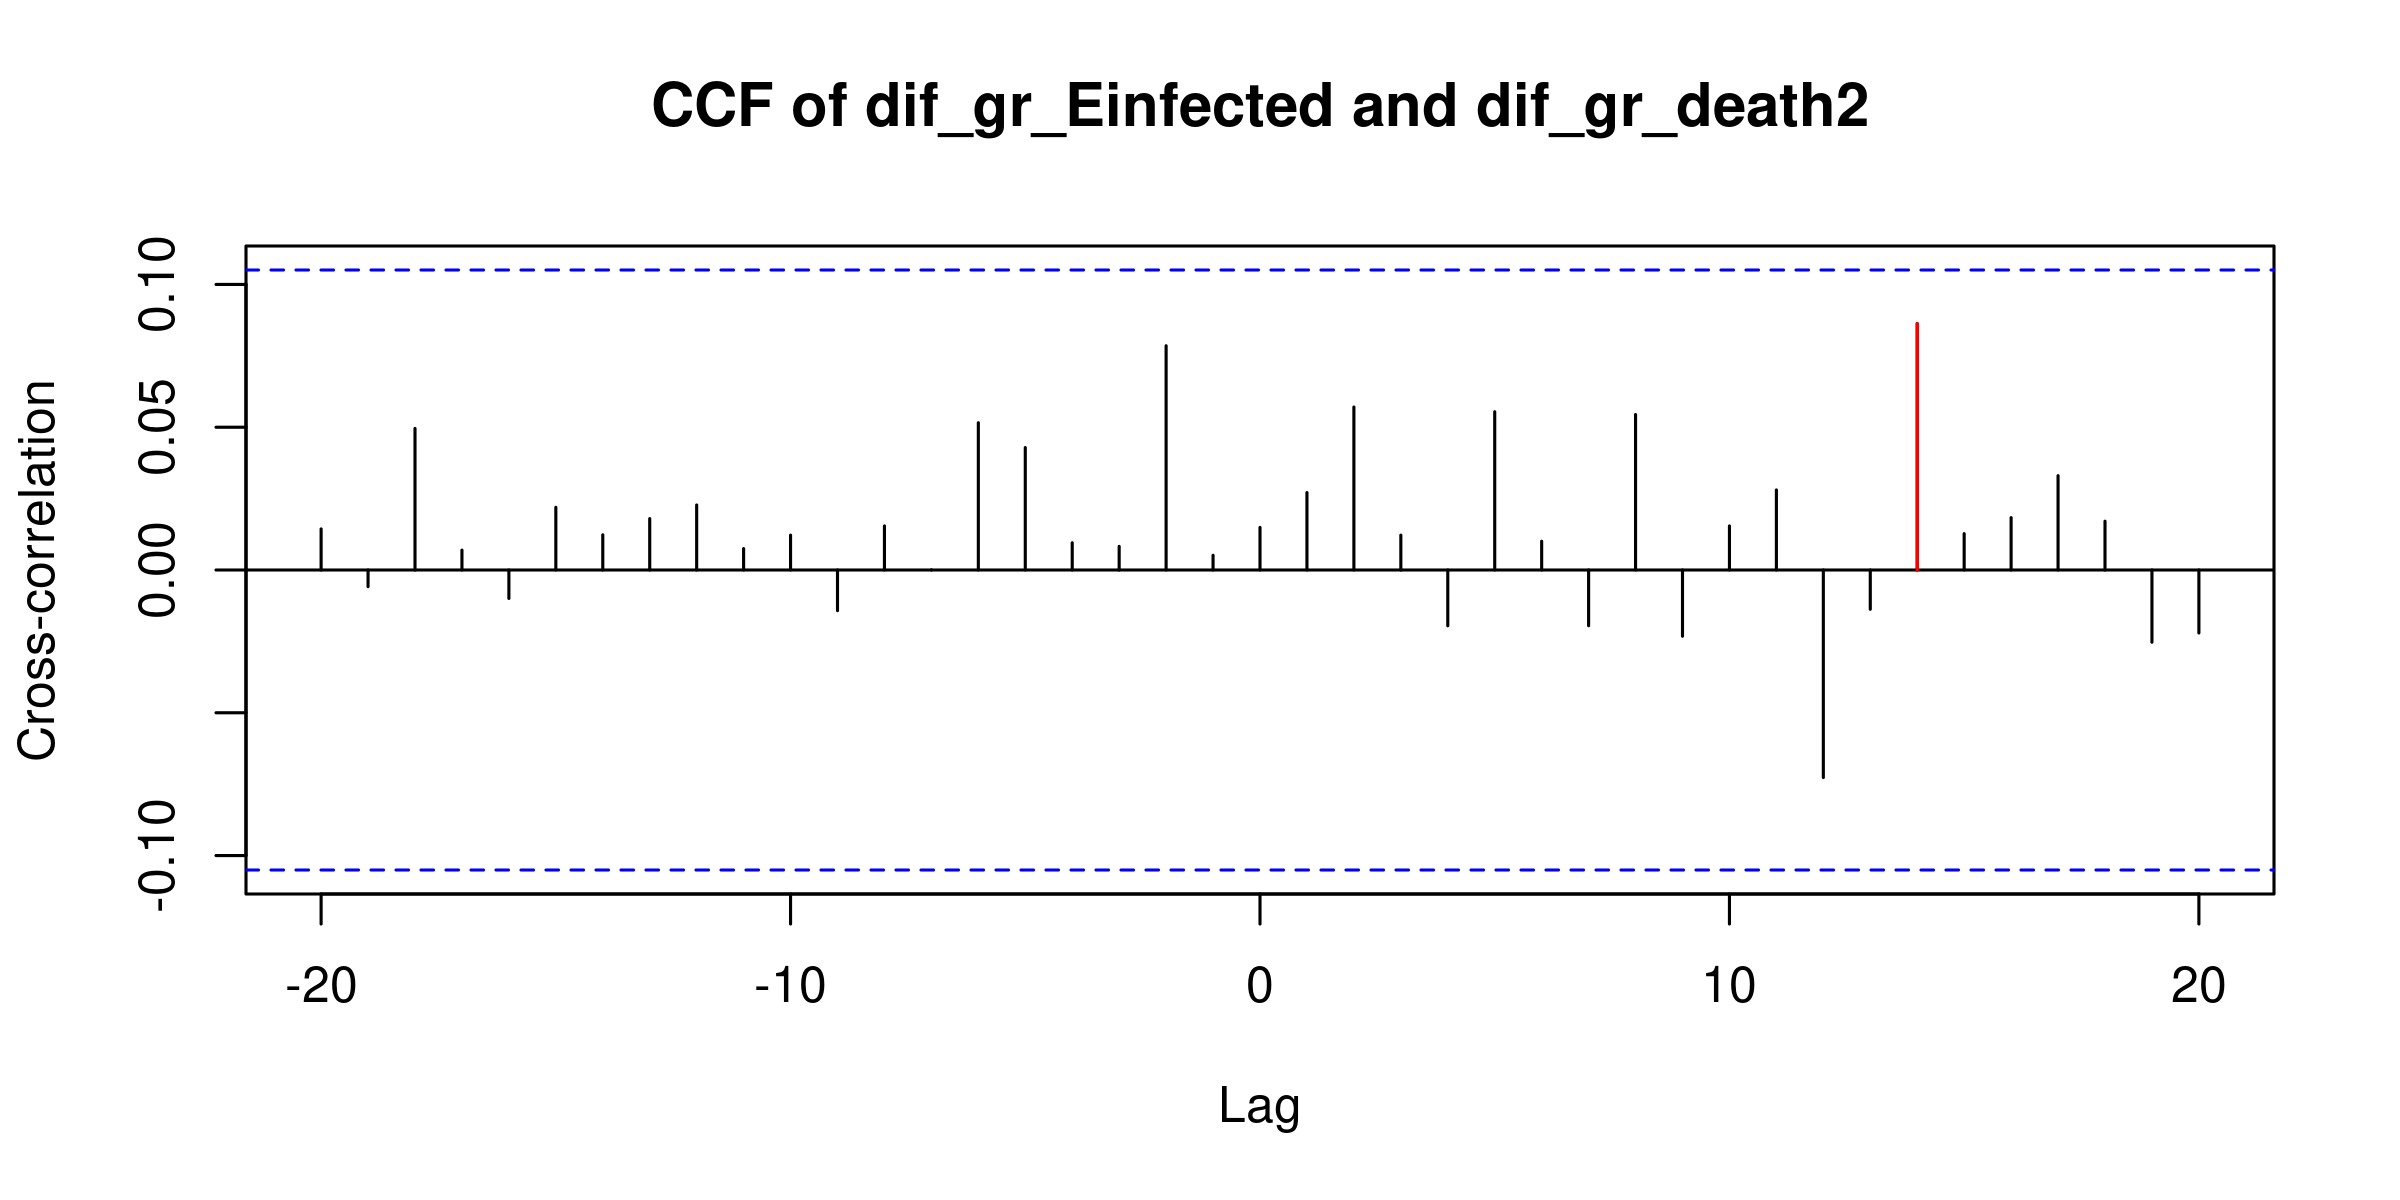 CCF of dif_gr_Einfected and dif_gr_death2
Cross-correlation
0.10
0.05
0.00
-0.10
-20 -10 0 10 20
Lag